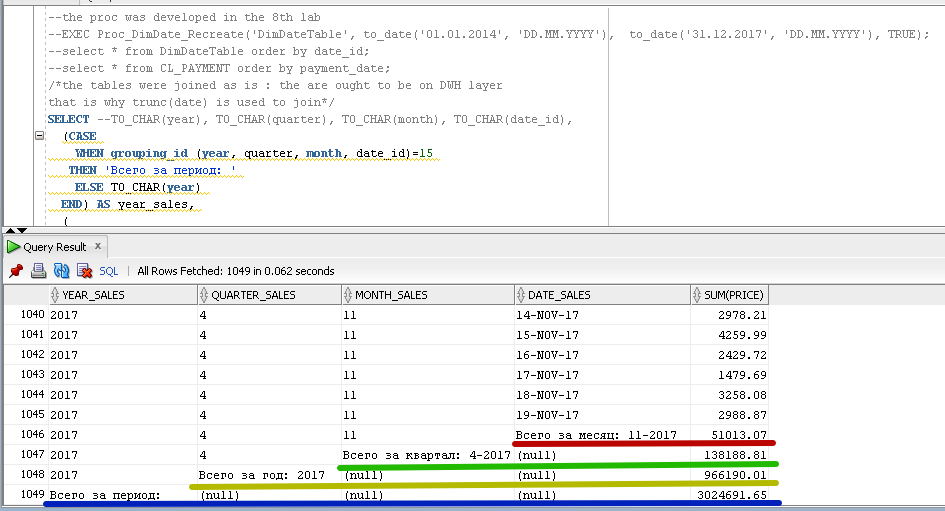 --the proc was developed in the 8th lab
--EXEC Proc_DimDate_Recreate('DimDateTable', to_date('01.01.2014', 'DD.MM.YYYY'),  to_date('31.12.2017', 'DD.MM.YYYY'), TRUE);
--select * from DimDateTable order by date_id;
--select * from CL_PAYMENT order by payment_date;
/*the tables were joined as is : the are ought to be on DWH layer
that is why trunc(date) is used to join*/
SELECT --TO_CHAR(year), TO_CHAR(quarter), TO_CHAR(month), TO_CHAR(date_id),
(CASE
WHEN grouping_id (year, quarter, month, date_id)=15
THEN 'Всего за период: '
ELSE TO_CHAR(year)
END) AS year_sales,
(
Query Result x
SQL | All Rows Fetched: 1049 in 0.062 seconds
YEAR_SALES QUARTER_SALES MONTH_SALES DATE_SALES SUM(PRICE)
1040 2017 4 11 14-NOV-17 2978.21
1041 2017 4 11 15-NOV-17 4259.99
1042 2017 4 11 16-NOV-17 2429.72
1043 2017 4 11 17-NOV-17 1479.69
1044 2017 4 11 18-NOV-17 3258.08
1045 2017 4 11 19-NOV-17 2988.87
1046 2017 4 11 Всего за месяц: 11-2017 51013.07
1047 2017 4 Всего за квартал: 4-2017 (null) 138188.81
1048 2017 Всего за год: 2017 (null) (null) 966190.01
1049 Всего за период: (null) (null) (null) 3024691.65